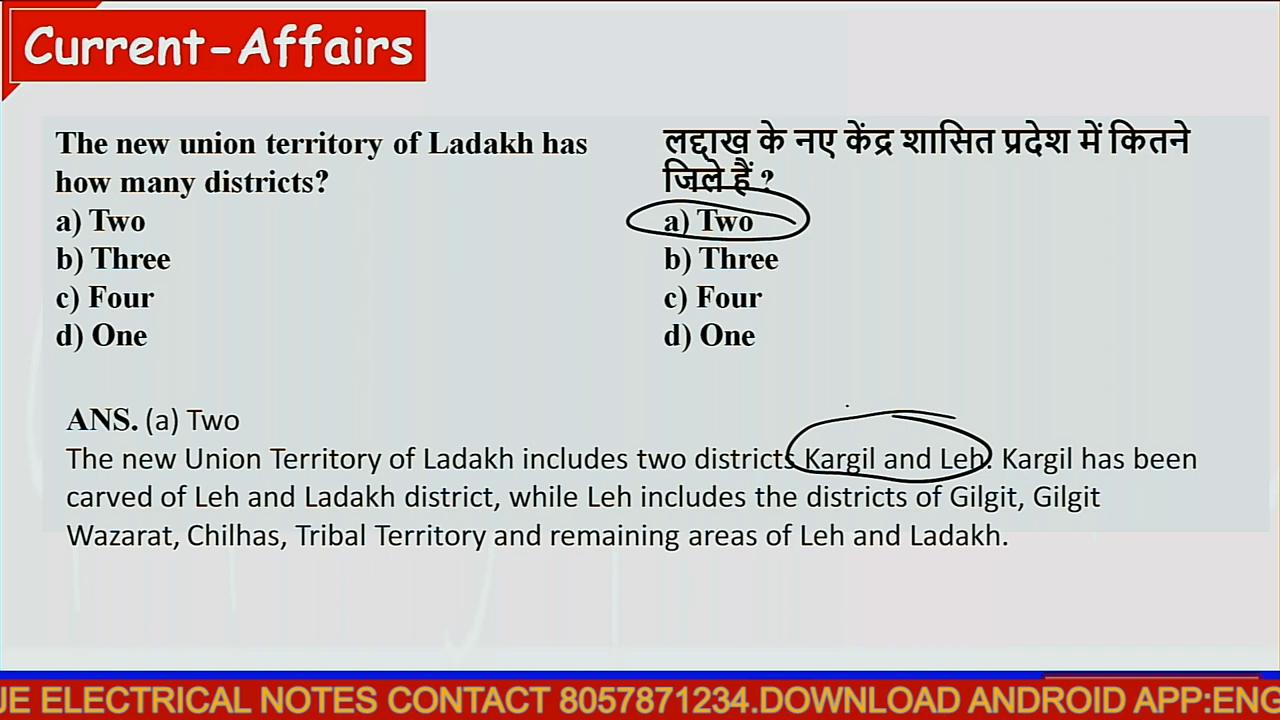 Current-Affairs
The new union territory of Ladakh has
how many districts?
a) Two
b) Three
c) Four
d) One
लद्दाख के नए केंद्र शासित प्रदेश में कितने
जिले हैं ?
a) Two
b) Three
c) Four
d) One
ANS. (a) Two
The new Union Territory of Ladakh includes two districts Kargil and Leh. Kargil has been
carved of Leh and Ladakh district, while Leh includes the districts of Gilgit, Gilgit
Wazarat, Chilhas, Tribal Territory and remaining areas of Leh and Ladakh.
JE ELECTRICAL NOTES CONTACT 8057871234.DOWNLOAD ANDROID APP:ENG